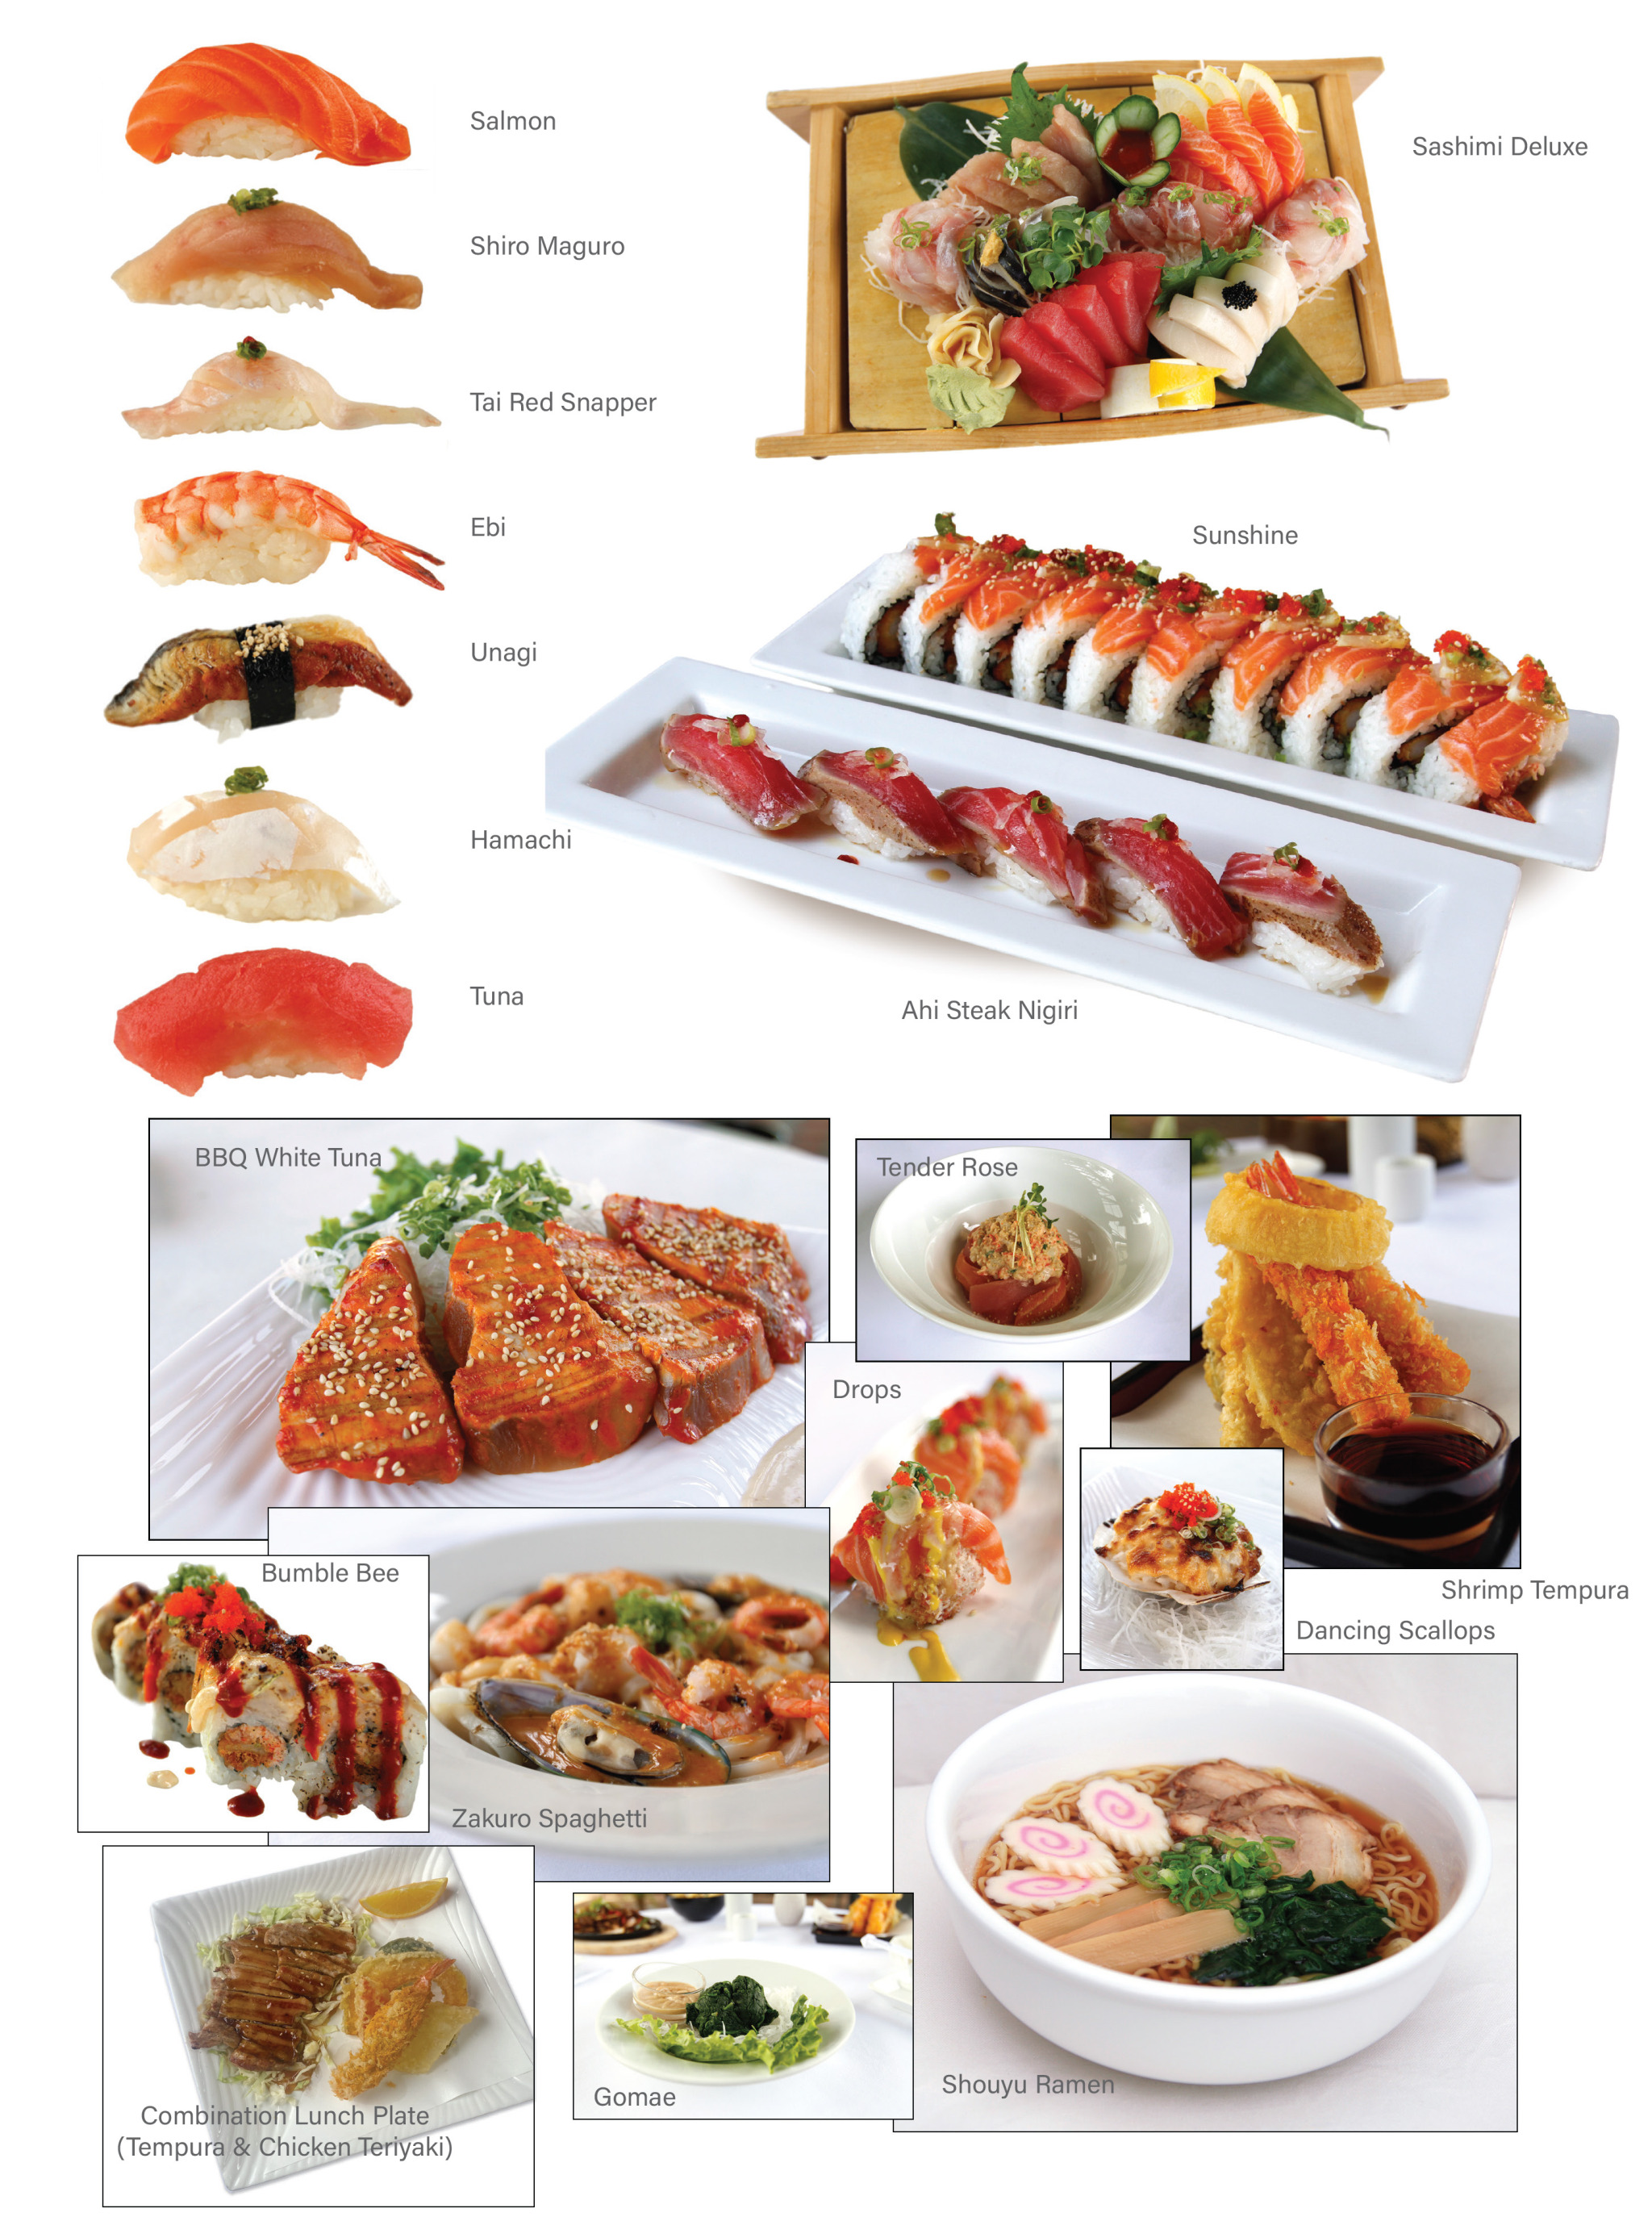 Salmon
Shiro Maguro
Tai Red Snapper
Ebi
Unagi
Hamachi
Tuna
Sashimi Deluxe
Sunshine
Ahi Steak Nigiri
BBQ White Tuna
Tender Rose
Drops
Shrimp Tempura
Dancing Scallops
Bumble Bee
Zakuro Spaghetti
Combination Lunch Plate
(Tempura & Chicken Teriyaki)
Gomae
Shouyu Ramen